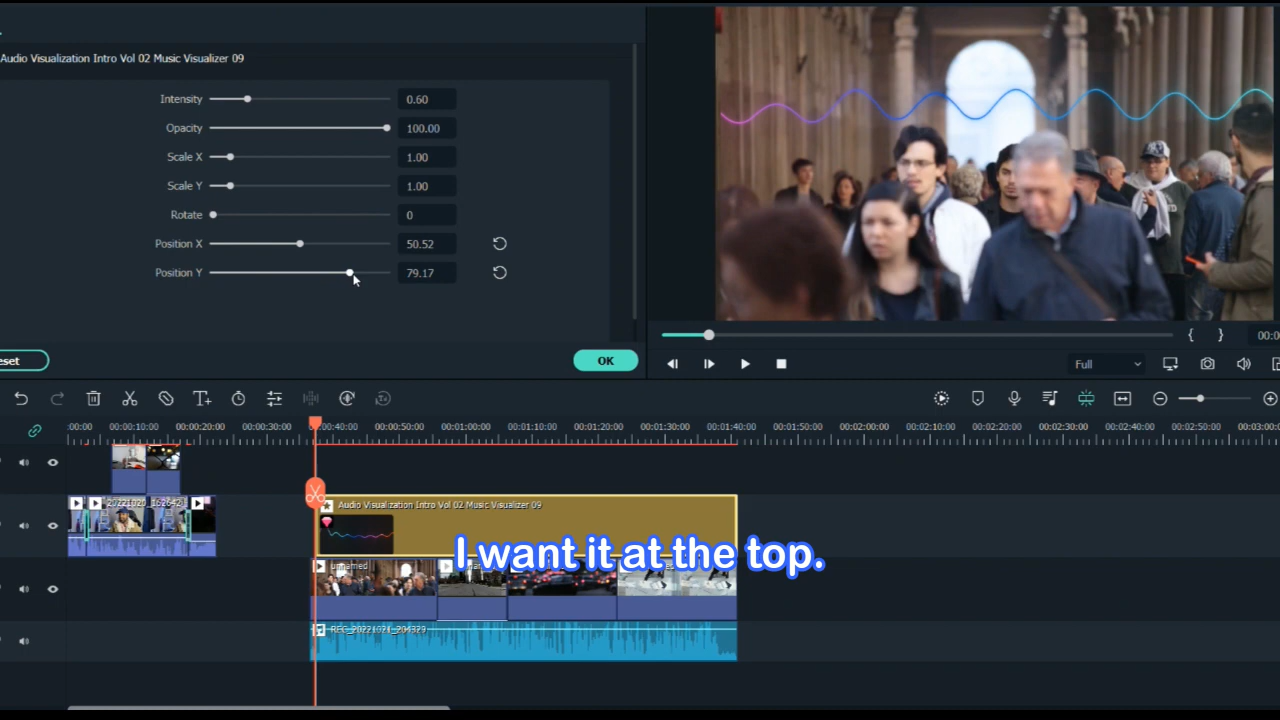 Audio Visualization Intro Vol 02 Music Visualizer 09
Intensity 0.60
Opacity 100.00
Scale X 1.00
Scale Y 1.00
Rotate 0
Position X 50.52
Position Y 79.17
eset
OK
{ } 00:0
Full
:00:00 00:00:10:00 00:00:20:00 00:00:30:00 00:40:00 00:00:50:00 00:01:00:00 00:01:10:00 00:01:20:00 00:01:30:00 00:01:40:00 00:01:50:00 00:02:00:00 00:02:10:00 00:02:20:00 00:02:30:00 00:02:40:00 00:02:50:00 00:03:00:0
Audio Visualization Intro Vol 02 Music Visualizer 09
I want it at the top.
unnamed
REC_20221021_204329